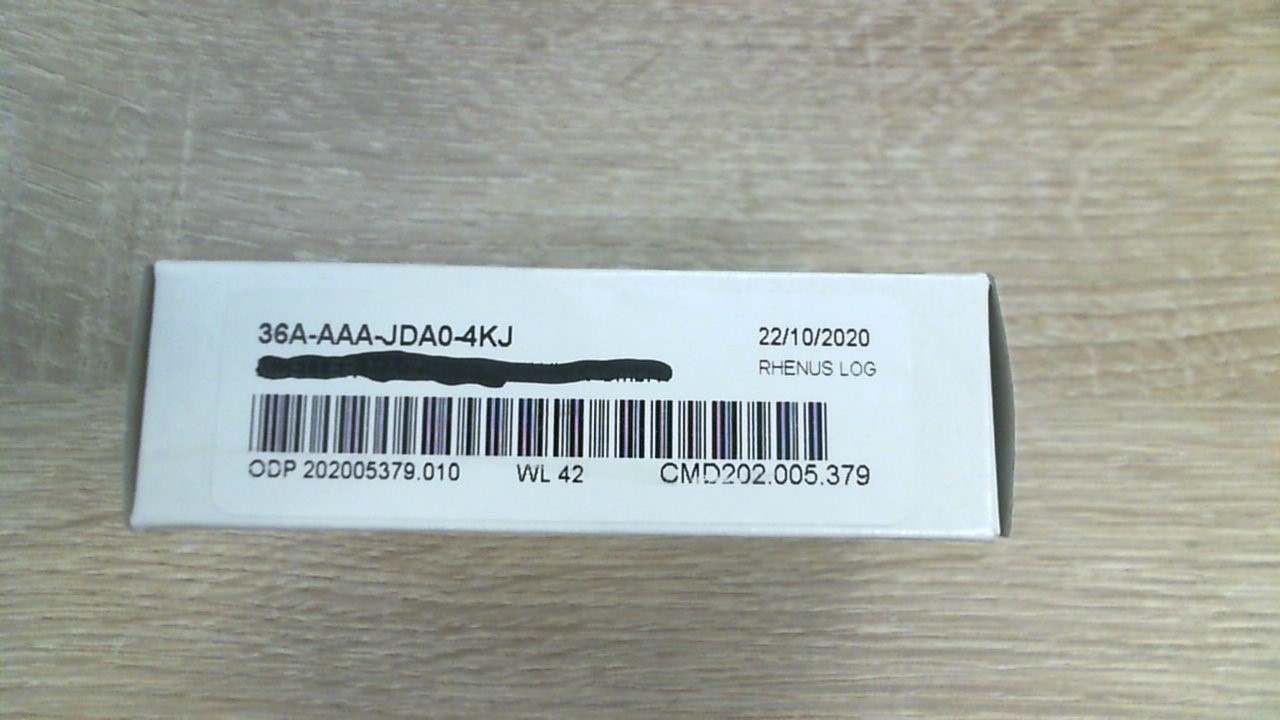 36A-AAA-JDA0-4KJ 22/10/2020
RHENUS LOG
ODP 202005379.010 WL 42 CMD202.005.379